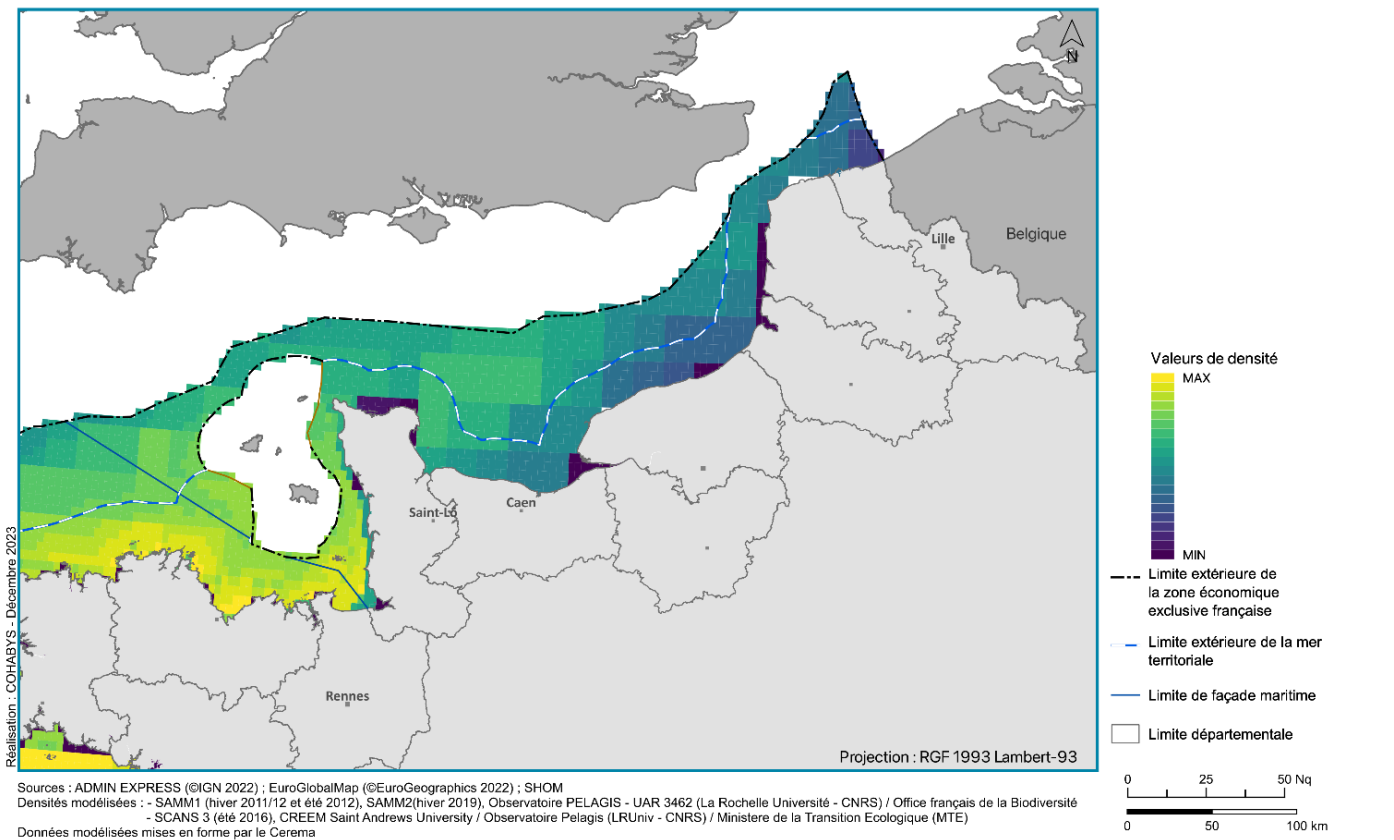 N
Lille
Belgique
Saint-Lô
Caen
Rennes
Projection : RGF 1993 Lambert-93
Réalisation : COHABYS - Décembre 2023
Valeurs de densité
MAX
MIN
Limite extérieure de
la zone économique
exclusive française
Limite extérieure de la mer
territoriale
Limite de façade maritime
Limite départementale
0 25 50 Nq
0 50 100 km
Sources : ADMIN EXPRESS (©IGN 2022) ; EuroGlobalMap (©EuroGeographics 2022) ; SHOM
Densités modélisées : - SAMM1 (hiver 2011/12 et été 2012), SAMM2(hiver 2019), Observatoire PELAGIS - UAR 3462 (La Rochelle Université - CNRS) / Office français de la Biodiversité
- SCANS 3 (été 2016), CREEM Saint Andrews University / Observatoire Pelagis (LRUniv - CNRS) / Ministere de la Transition Ecologique (MTE)
Données modélisées mises en forme par le Cerema